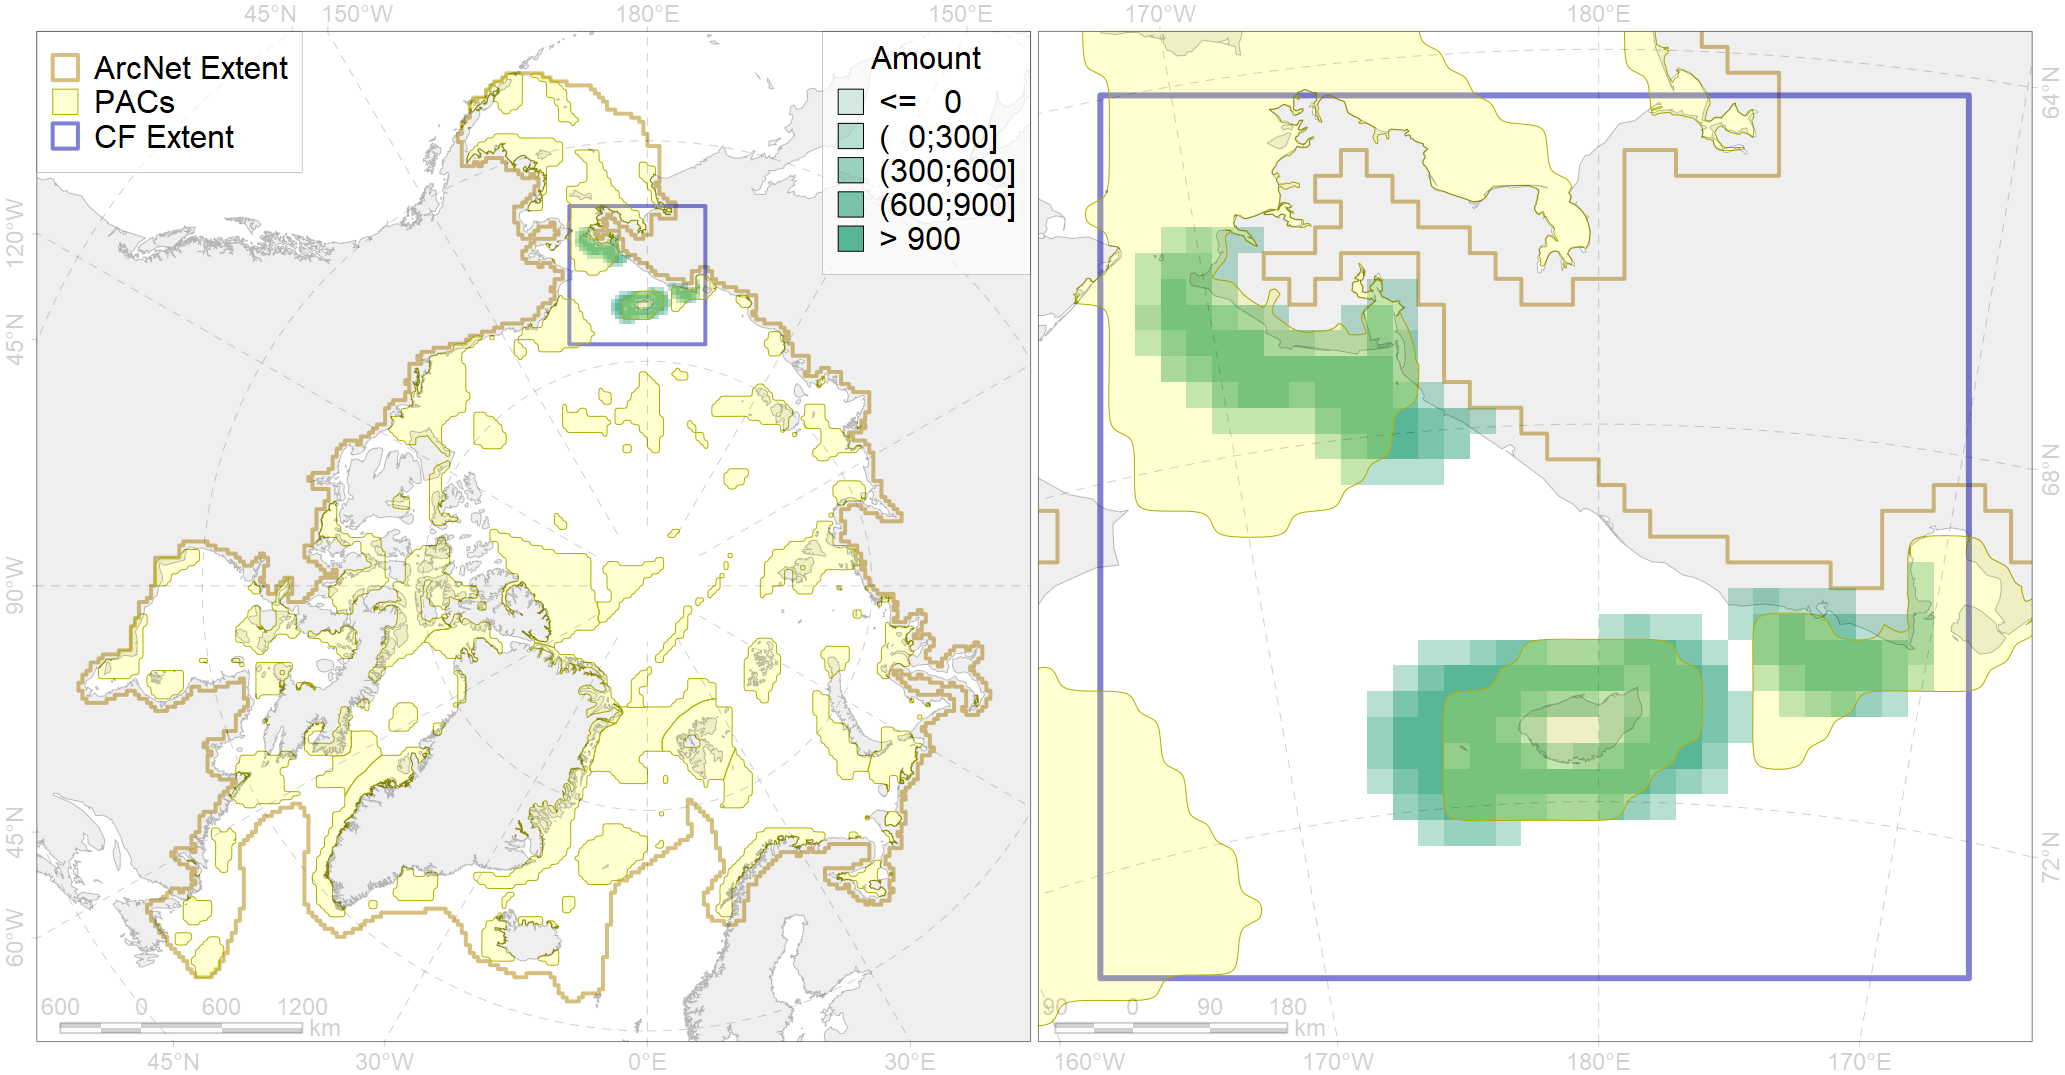 45°N 150°W 180°E 150°E 170°W 180°E
ArcNet Extent
PACs
CF Extent
Amount
<= 0
( 0;300]
(300;600]
(600;900]
> 900
120°W
45°N
90°W
45°N
60°W
64°N
68°N
72°N
600 0 600 1200
km
90 0 90 180
km
45°N 30°W 0°E 30°E 160°W 170°W 180°E 170°E